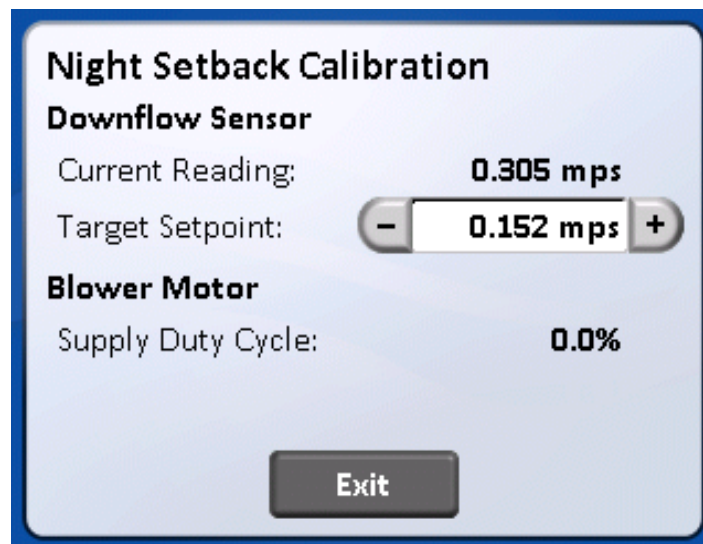 Night Setback Calibration
Downflow Sensor
Current Reading: 0.305 mps
Target Setpoint: - 0.152 mps +
Blower Motor
Supply Duty Cycle: 0.0%
Exit